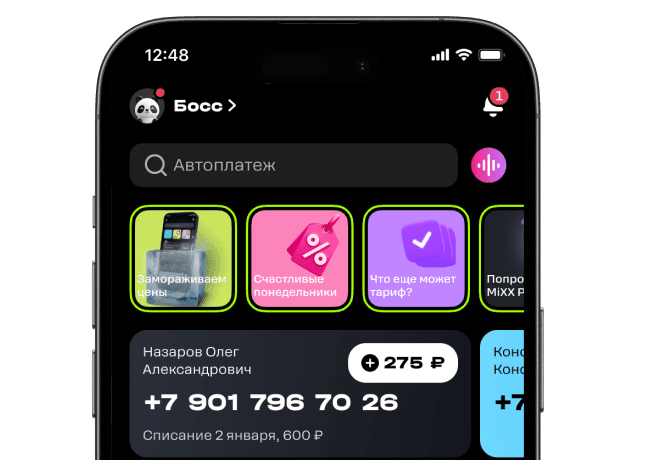 12:48
Босс
1
Автоплатеж
Замораживаем
цены
Счастливые
понедельники
Что еще может
тариф?
Попро
MiXX P
Назаров Олег
Александрович
275 ₽
+7 901 796 70 26
Списание 2 января, 600 ₽
Конс
Конс
+7